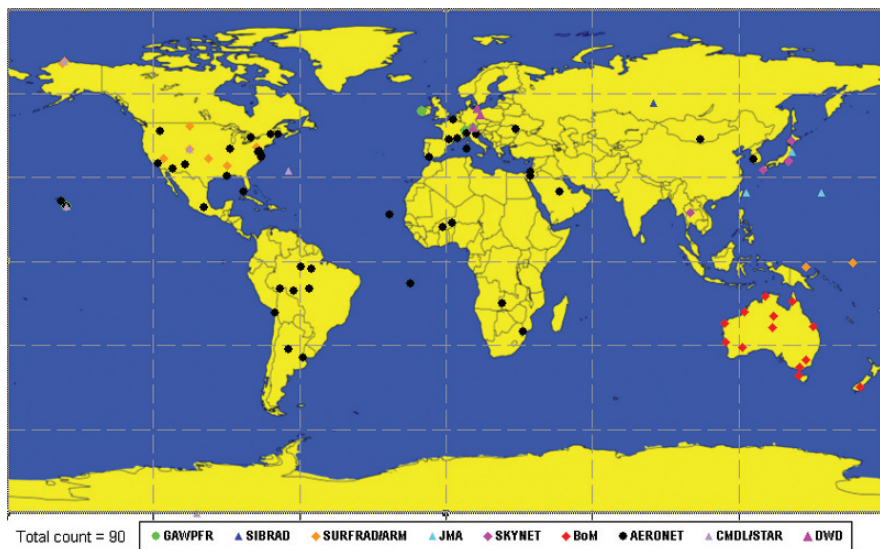 Total count = 90 GAWPFR SIBRAD SURFRAD/ARM JMA SKYNET BoM AERONET CMDL/STAR DWD